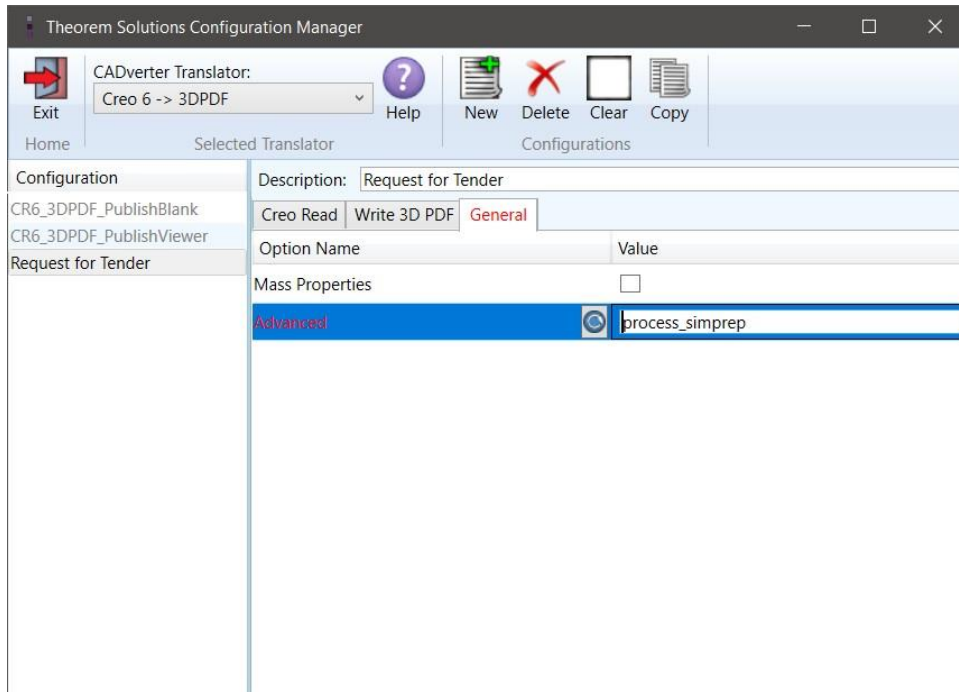 Theorem Solutions Configuration Manager
CADverter Translator:
Creo 6 -> 3DPDF
Exit
Help
New
Delete
Clear
Copy
Home
Selected Translator
Configurations
Configuration
Description: Request for Tender
CR6_3DPDF_PublishBlank
Creo Read
Write 3D PDF
General
CR6_3DPDF_PublishViewer
Option Name
Value
Request for Tender
Mass Properties
Advanced
process_simprep